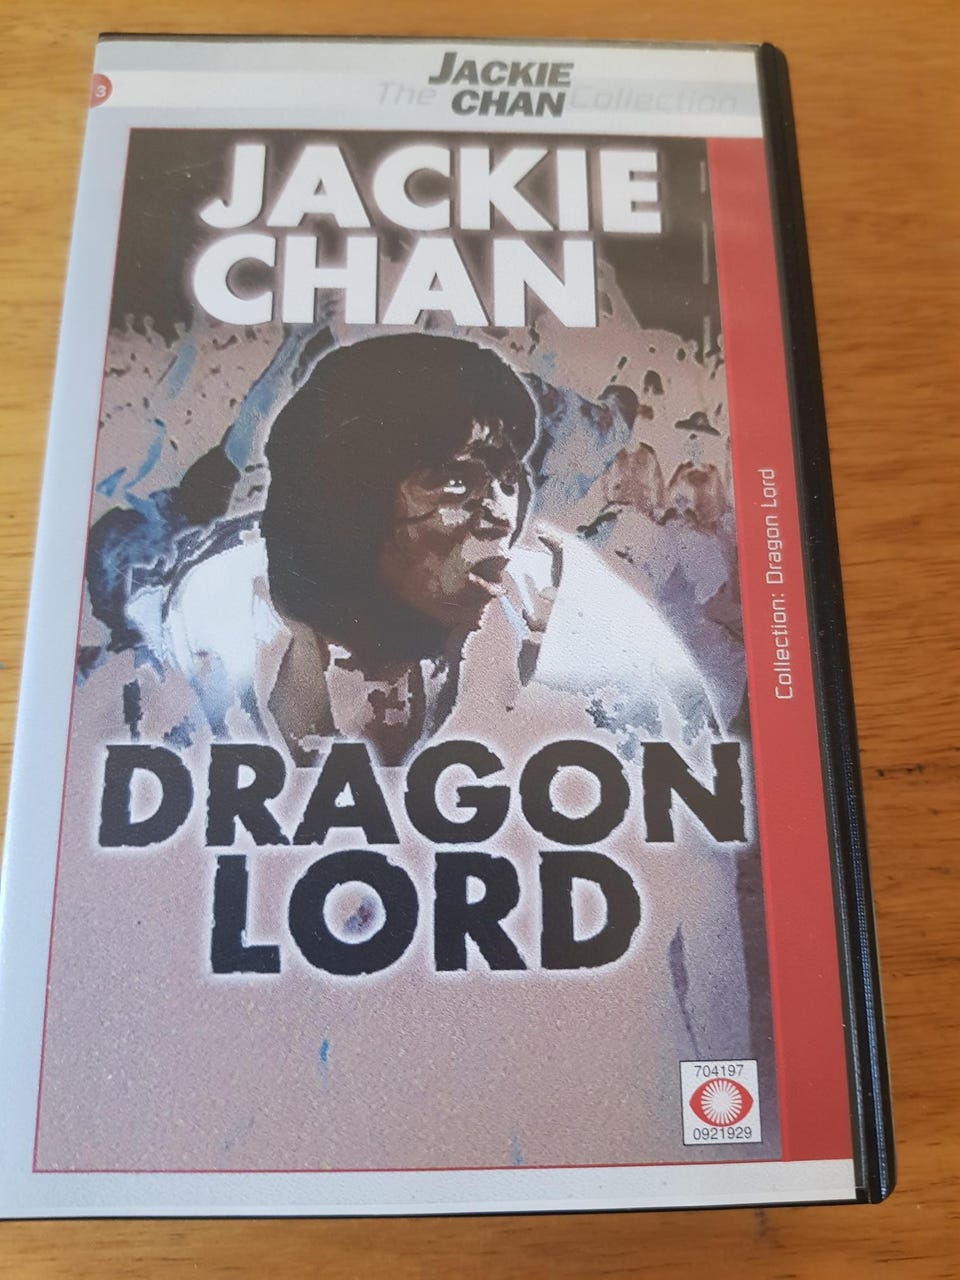 3
The JACKIE CHAN Collection
JACKIE
CHAN
DRAGON
LORD
Collection: Dragon Lord
704197
0921929